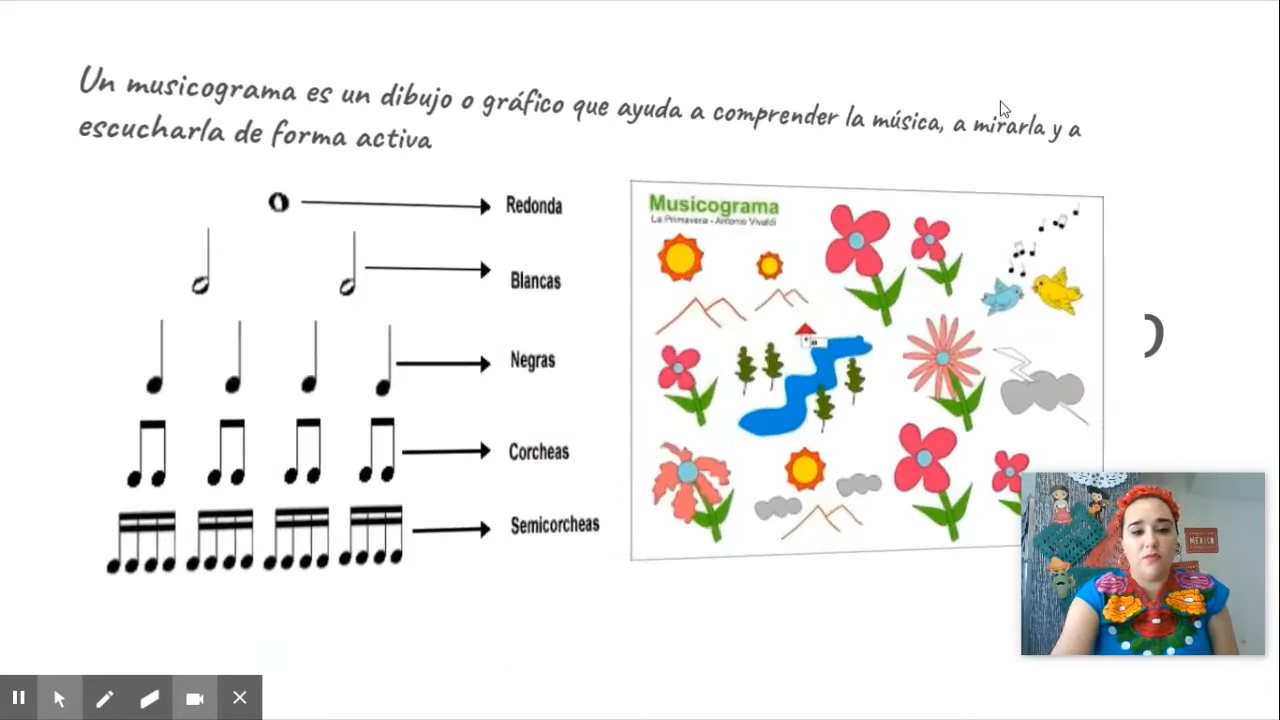 Un musicograma es un dibujo o gráfico que ayuda a comprender la música, a mirarla y a
escucharla de forma activa
Redonda
Blancas
Negras
Corcheas
Semicorcheas
Musicograma
La Primavera - Antonio Vivaldi
MÉXICO